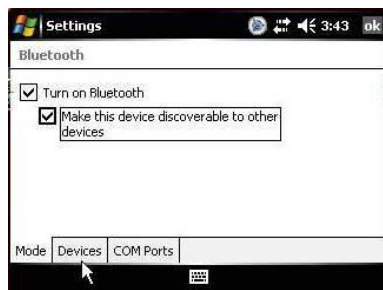 Settings
3:43
ok
Bluetooth
Turn on Bluetooth
Make this device discoverable to other
devices
Mode
Devices
COM Ports